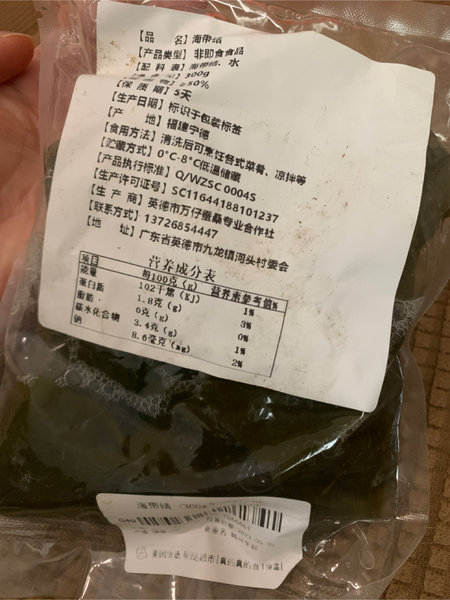 【品 名】海带结
【产品类型】非即食食品
【配 料 表】海带结、水
300g
≥50%
【保 质 期】5天
【生产日期】标识于包装标签
【产 地】福建宁德
【食用方法】清洗后可烹饪各式菜肴、凉拌等
【贮藏方式】0°C-8°C低温储藏
【产品执行标准】Q/WZSC 0004S
【生产许可证号】SC11644188101237
【生 产 商】英德市万仔蚕桑专业合作社
【联系方式】13726854447
【地 址】广东省英德市九龙镇河头村委会
营养成分表
项目 每100克(g) 营养素参考值%
能量 102千焦(KJ) 1%
蛋白质 1.8克(g) 3%
脂肪 0克(g) 0%
碳水化合物 3.4克(g) 1%
钠 8.6毫克(mg) 2%
海带结 (300g